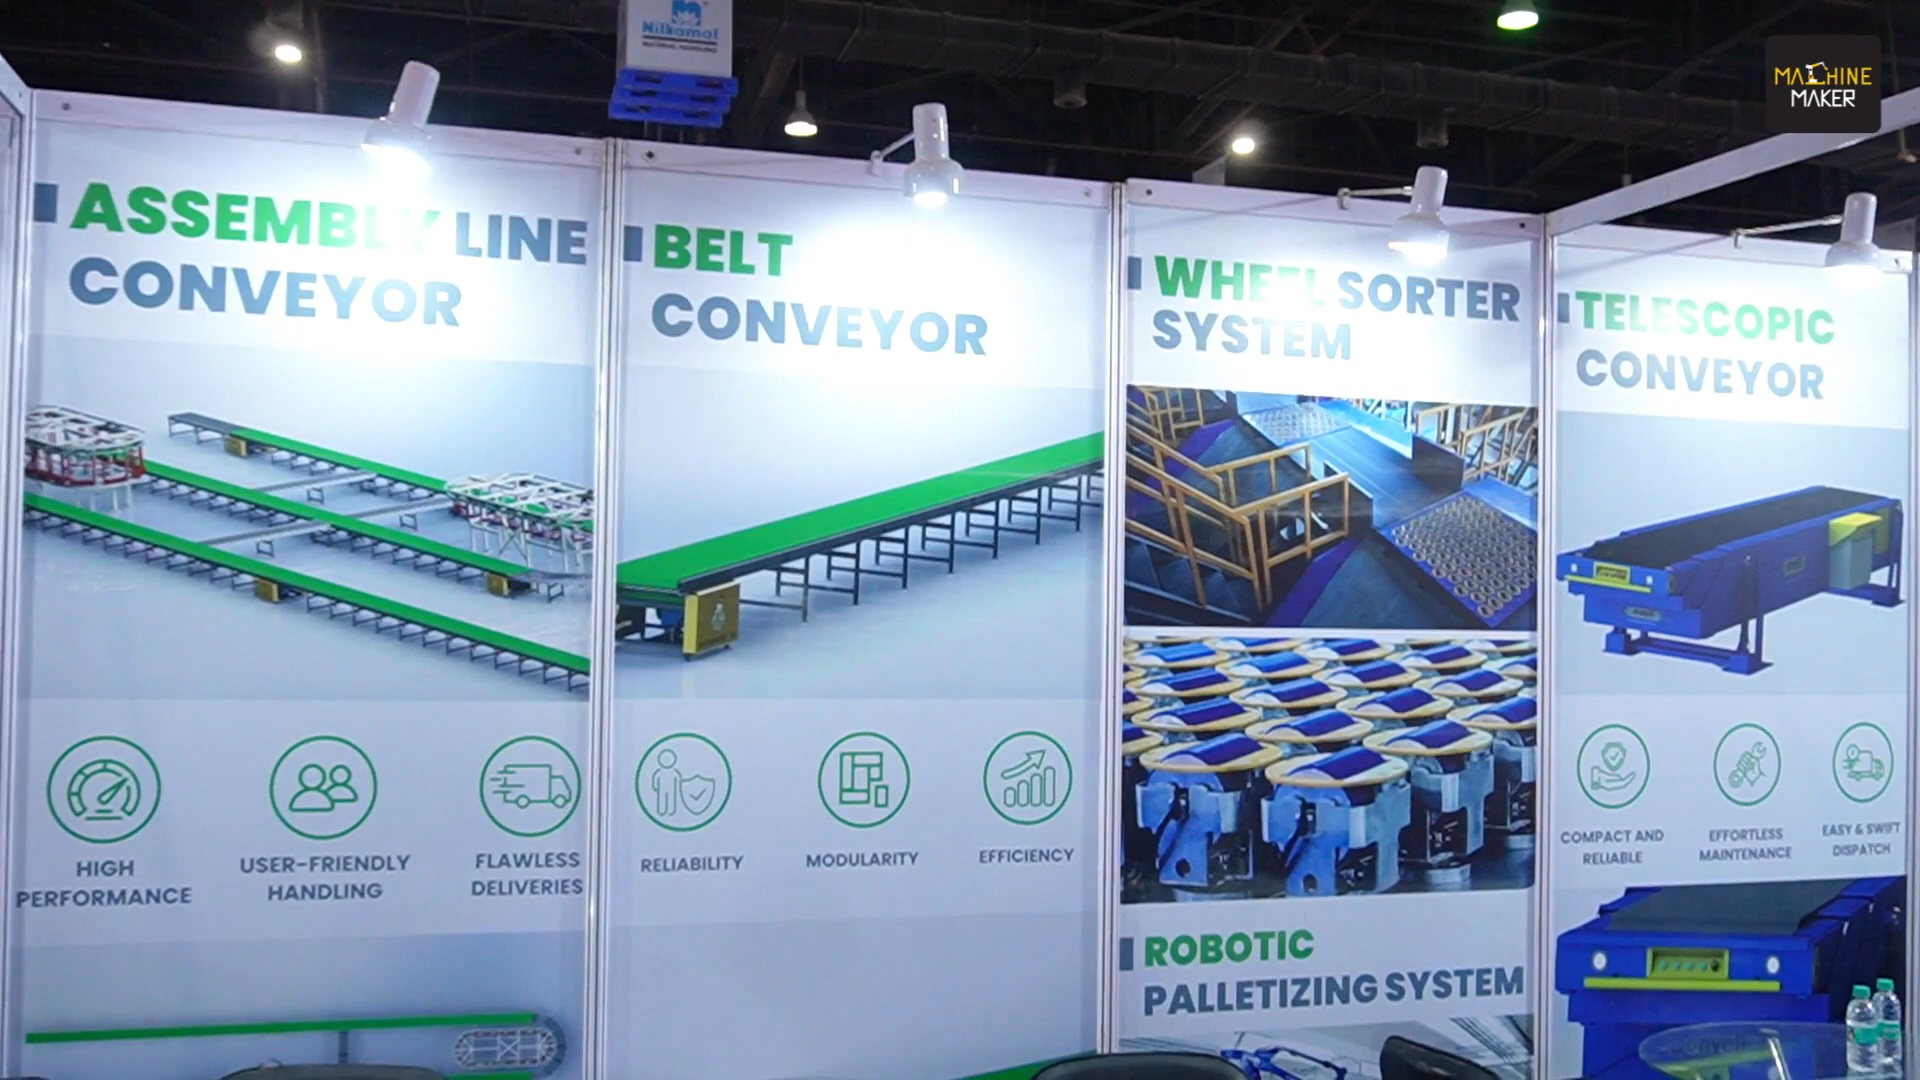 Nilkamal
MATERIAL HANDLING
MACHINE
MAKER
ASSEMBLY LINE
CONVEYOR
HIGH
PERFORMANCE
USER-FRIENDLY
HANDLING
FLAWLESS
DELIVERIES
BELT
CONVEYOR
RELIABILITY
MODULARITY
EFFICIENCY
WHEEL SORTER
SYSTEM
ROBOTIC
PALLETIZING SYSTEM
TELESCOPIC
CONVEYOR
COMPACT AND
RELIABLE
EFFORTLESS
MAINTENANCE
EASY & SWIFT
DISPATCH